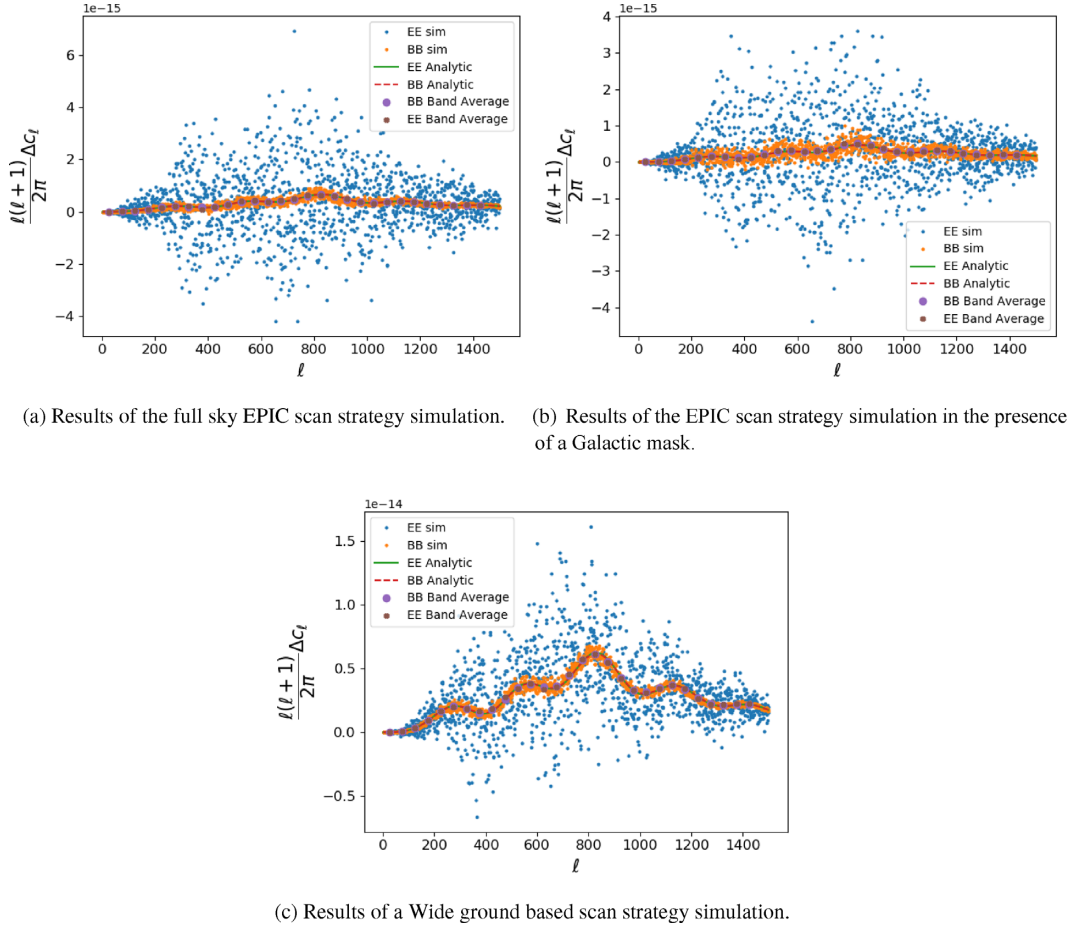 1e−15
6
4
2
0
−2
−4
0 200 400 600 800 1000 1200 1400
ℓ
ℓ(ℓ + 1)
2π
Δcℓ
EE sim
BB sim
EE Analytic
BB Analytic
BB Band Average
EE Band Average
(a) Results of the full sky EPIC scan strategy simulation.
1e−15
4
3
2
1
0
−1
−2
−3
−4
0 200 400 600 800 1000 1200 1400
ℓ
ℓ(ℓ + 1)
2π
Δcℓ
EE sim
BB sim
EE Analytic
BB Analytic
BB Band Average
EE Band Average
(b) Results of the EPIC scan strategy simulation in the presence
of a Galactic mask.
1e−14
1.5
1.0
0.5
0.0
−0.5
0 200 400 600 800 1000 1200 1400
ℓ
ℓ(ℓ + 1)
2π
Δcℓ
EE sim
BB sim
EE Analytic
BB Analytic
BB Band Average
EE Band Average
(c) Results of a Wide ground based scan strategy simulation.